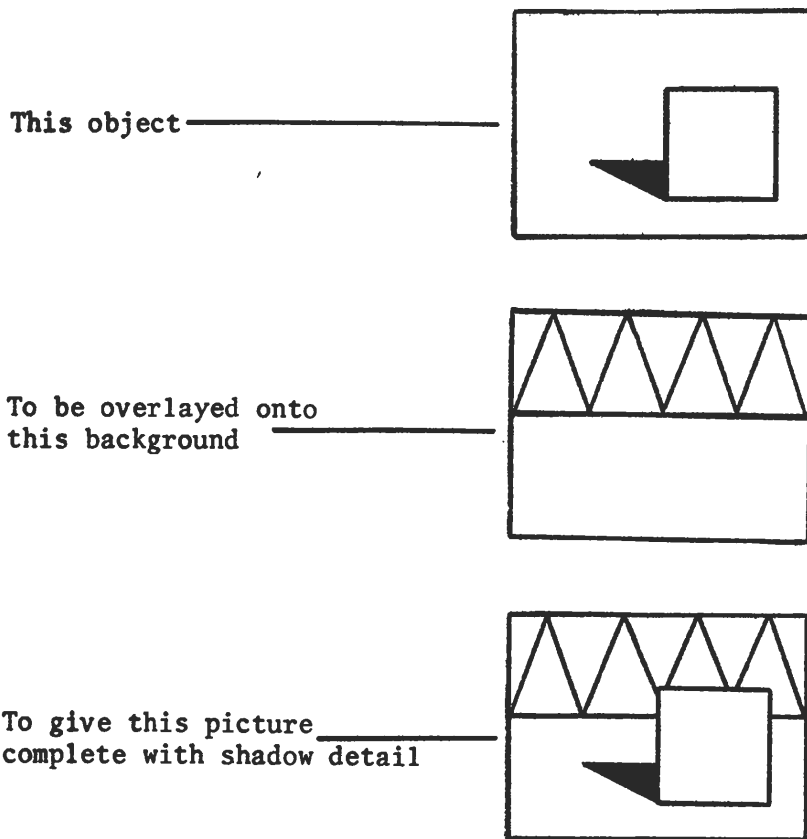 This object
To be overlayed onto
this background
To give this picture
complete with shadow detail